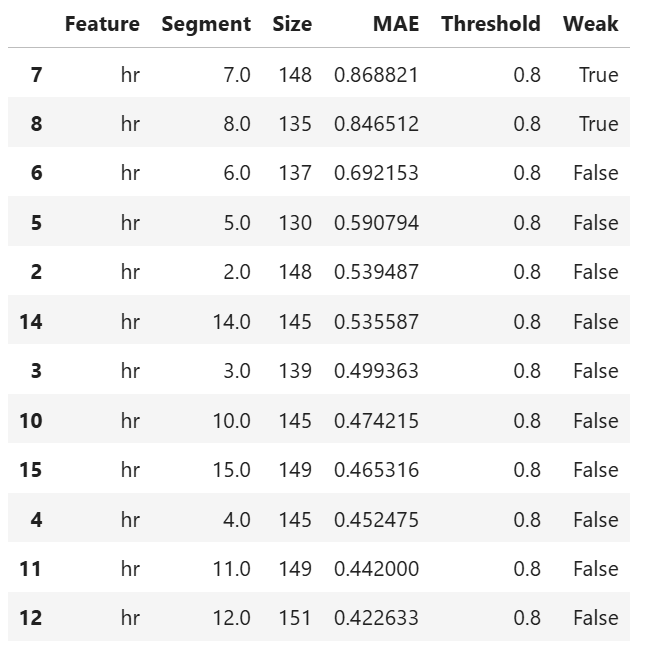 Feature Segment Size MAE Threshold Weak
7 hr 7.0 148 0.868821 0.8 True
8 hr 8.0 135 0.846512 0.8 True
6 hr 6.0 137 0.692153 0.8 False
5 hr 5.0 130 0.590794 0.8 False
2 hr 2.0 148 0.539487 0.8 False
14 hr 14.0 145 0.535587 0.8 False
3 hr 3.0 139 0.499363 0.8 False
10 hr 10.0 145 0.474215 0.8 False
15 hr 15.0 149 0.465316 0.8 False
4 hr 4.0 145 0.452475 0.8 False
11 hr 11.0 149 0.442000 0.8 False
12 hr 12.0 151 0.422633 0.8 False